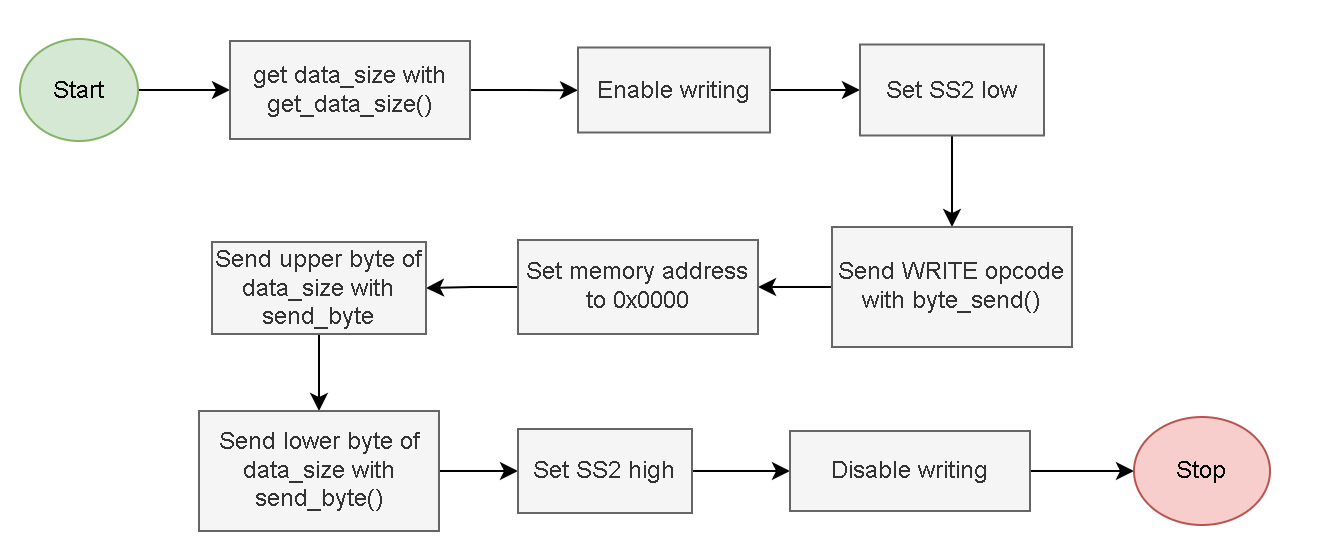 Start
get data_size with
get_data_size()
Enable writing
Set SS2 low
Send WRITE opcode
with byte_send()
Set memory address
to 0x0000
Send upper byte of
data_size with
send_byte
Send lower byte of
data_size with
send_byte()
Set SS2 high
Disable writing
Stop